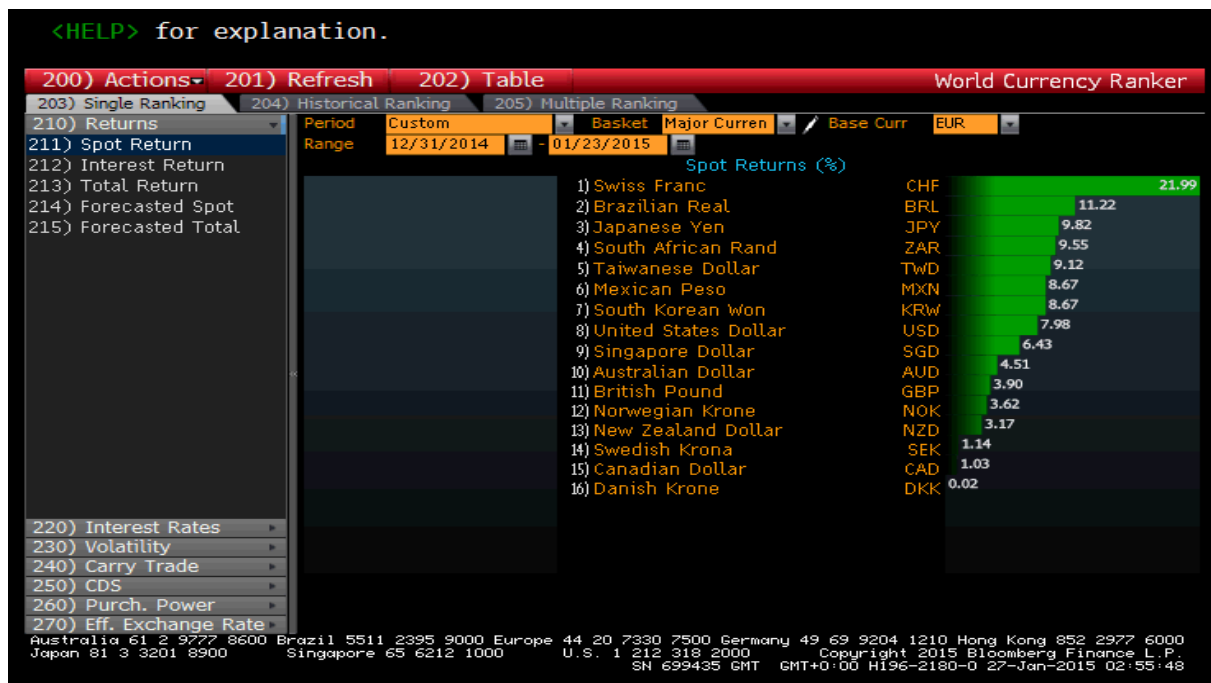 <HELP> for explanation.
200) Actions 201) Refresh 202) Table World Currency Ranker
203) Single Ranking 204) Historical Ranking 205) Multiple Ranking
210) Returns Period Custom Basket Major Curren Base Curr EUR
211) Spot Return Range 12/31/2014 - 01/23/2015
212) Interest Return Spot Returns (%)
213) Total Return 1) Swiss Franc CHF 21.99
214) Forecasted Spot 2) Brazilian Real BRL 11.22
215) Forecasted Total 3) Japanese Yen JPY 9.82
4) South African Rand ZAR 9.55
5) Taiwanese Dollar TWD 9.12
6) Mexican Peso MXN 8.67
7) South Korean Won KRW 8.67
8) United States Dollar USD 7.98
9) Singapore Dollar SGD 6.43
10) Australian Dollar AUD 4.51
11) British Pound GBP 3.90
12) Norwegian Krone NOK 3.62
13) New Zealand Dollar NZD 3.17
14) Swedish Krona SEK 1.14
15) Canadian Dollar CAD 1.03
16) Danish Krone DKK 0.02
220) Interest Rates
230) Volatility
240) Carry Trade
250) CDS
260) Purch. Power
270) Eff. Exchange Rate
Australia 61 2 9777 8600 Brazil 5511 2395 9000 Europe 44 20 7330 7500 Germany 49 69 9204 1210 Hong Kong 852 2977 6000
Japan 81 3 3201 8900 Singapore 65 6212 1000 U.S. 1 212 318 2000 Copyright 2015 Bloomberg Finance L.P.
SN 699435 GMT GMT+0:00 H196-2180-0 27-Jan-2015 02:55:48